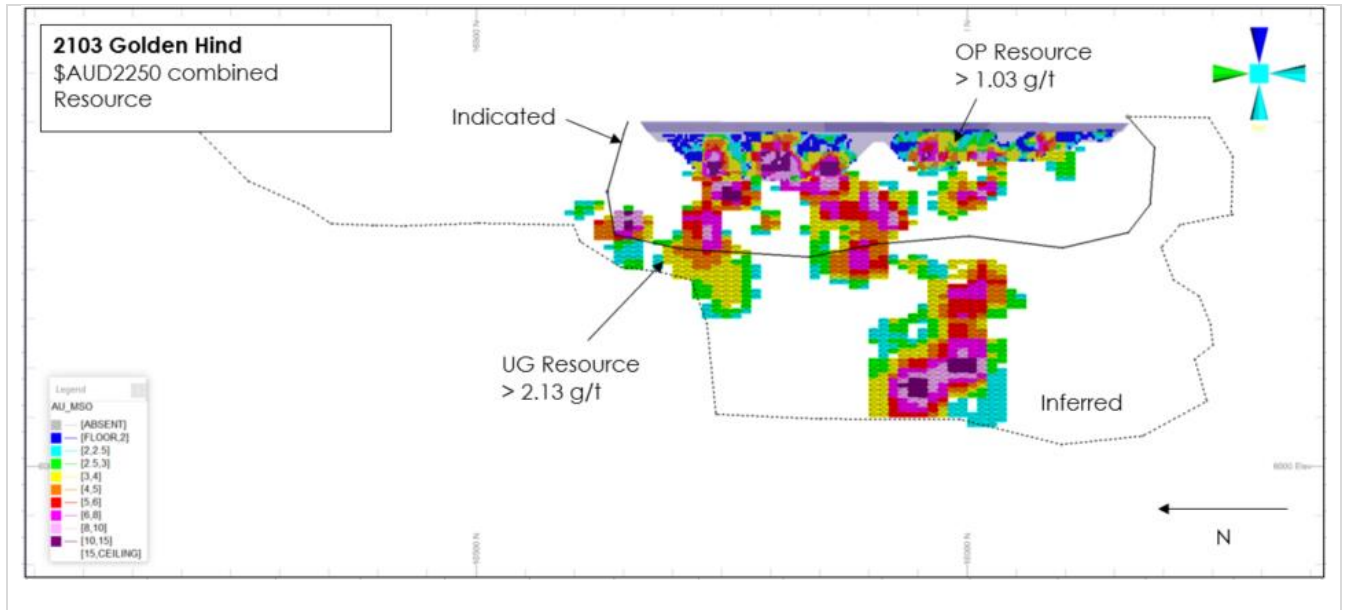 2103 Golden Hind
$AUD2250 combined
Resource
Indicated
OP Resource
> 1.03 g/t
UG Resource
> 2.13 g/t
Inferred
Legend
AU_MSO
[ABSENT]
[FLOOR,2]
[2,2.5]
[2.5,3]
[3,4]
[4,5]
[5,6]
[6,8]
[8,10]
[10,15]
[15,CEILING]
6000 Elev
N